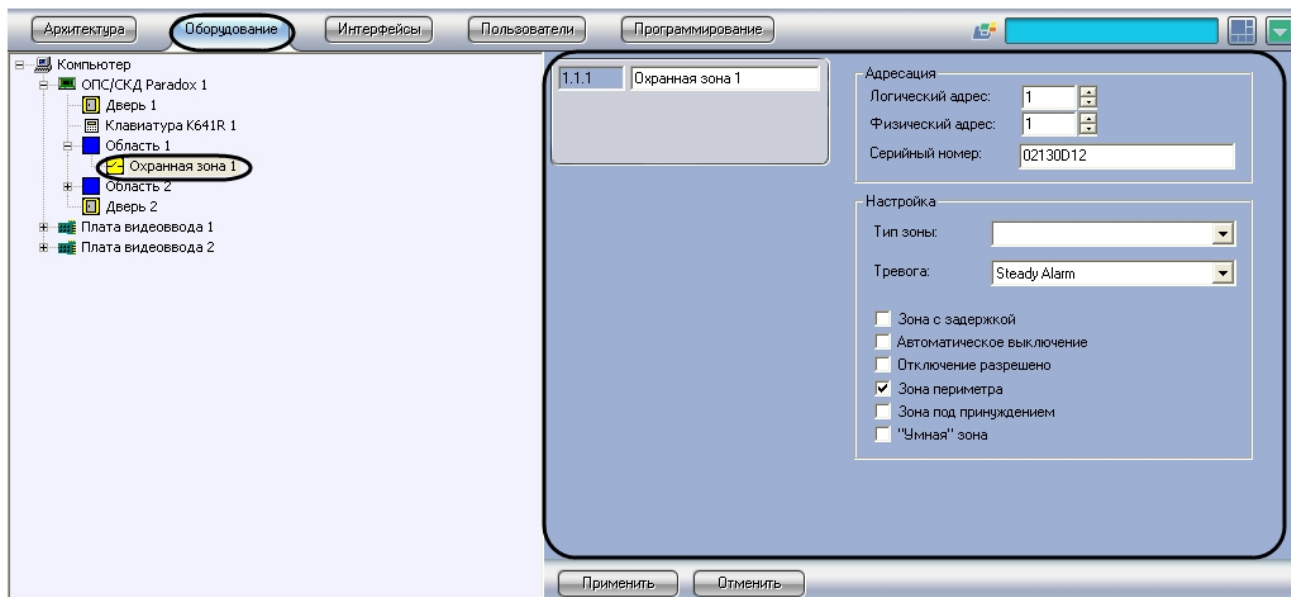 Архитектура Оборудование Интерфейсы Пользователи Программирование
Компьютер
ОПС/СКД Paradox 1
Дверь 1
Клавиатура K641R 1
Область 1
Охранная зона 1
Область 2
Дверь 2
Плата видеоввода 1
Плата видеоввода 2
1.1.1 Охранная зона 1
Адресация
Логический адрес: 1
Физический адрес: 1
Серийный номер: 02130D12
Настройка
Тип зоны:
Тревога: Steady Alarm
Зона с задержкой
Автоматическое выключение
Отключение разрешено
Зона периметра
Зона под принуждением
"Умная" зона
Применить Отменить